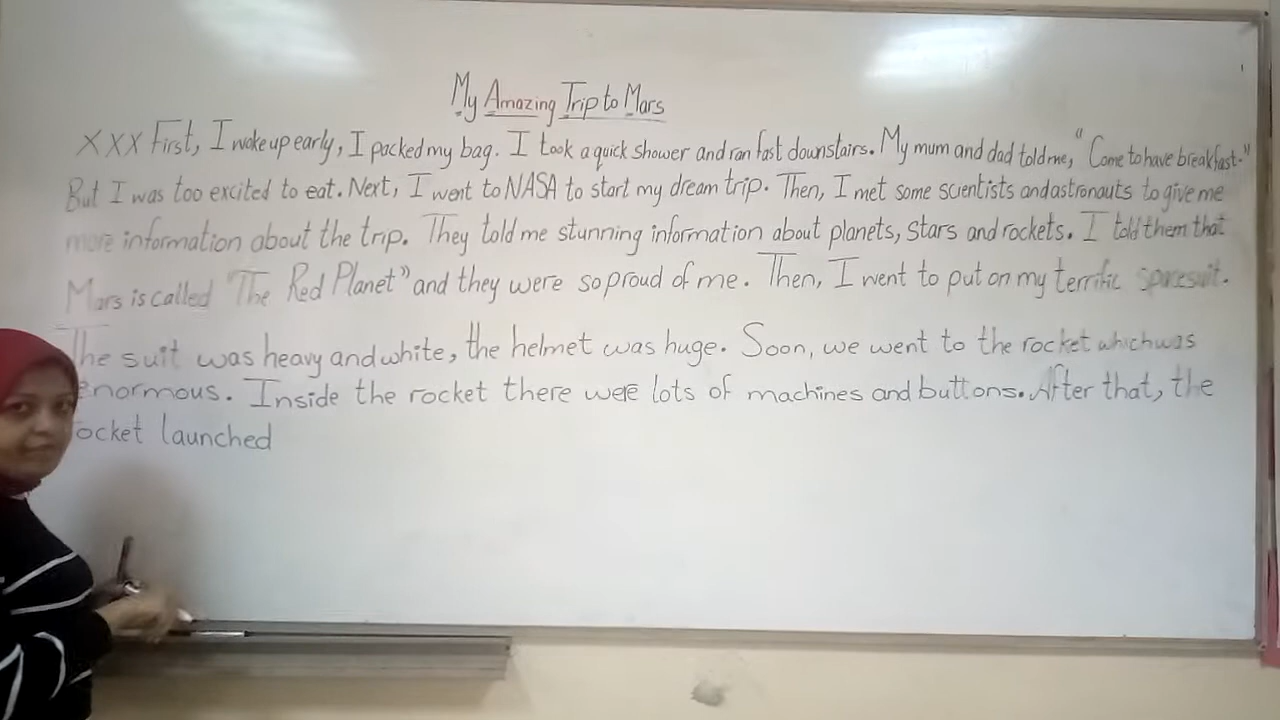 My Amazing Trip to Mars
XXX First, I woke up early, I packed my bag. I took a quick shower and ran fast downstairs. My mum and dad told me, "Come to have breakfast."
But I was too excited to eat. Next, I went to NASA to start my dream trip. Then, I met some scientists and astronauts to give me
more information about the trip. They told me stunning information about planets, stars and rockets. I told them that
Mars is called "The Red Planet" and they were so proud of me. Then, I went to put on my terrific
The suit was heavy and white, the helmet was huge. Soon, we went to the rocket which was
enormous. Inside the rocket there were lots of machines and buttons. After that, the
ocket launched